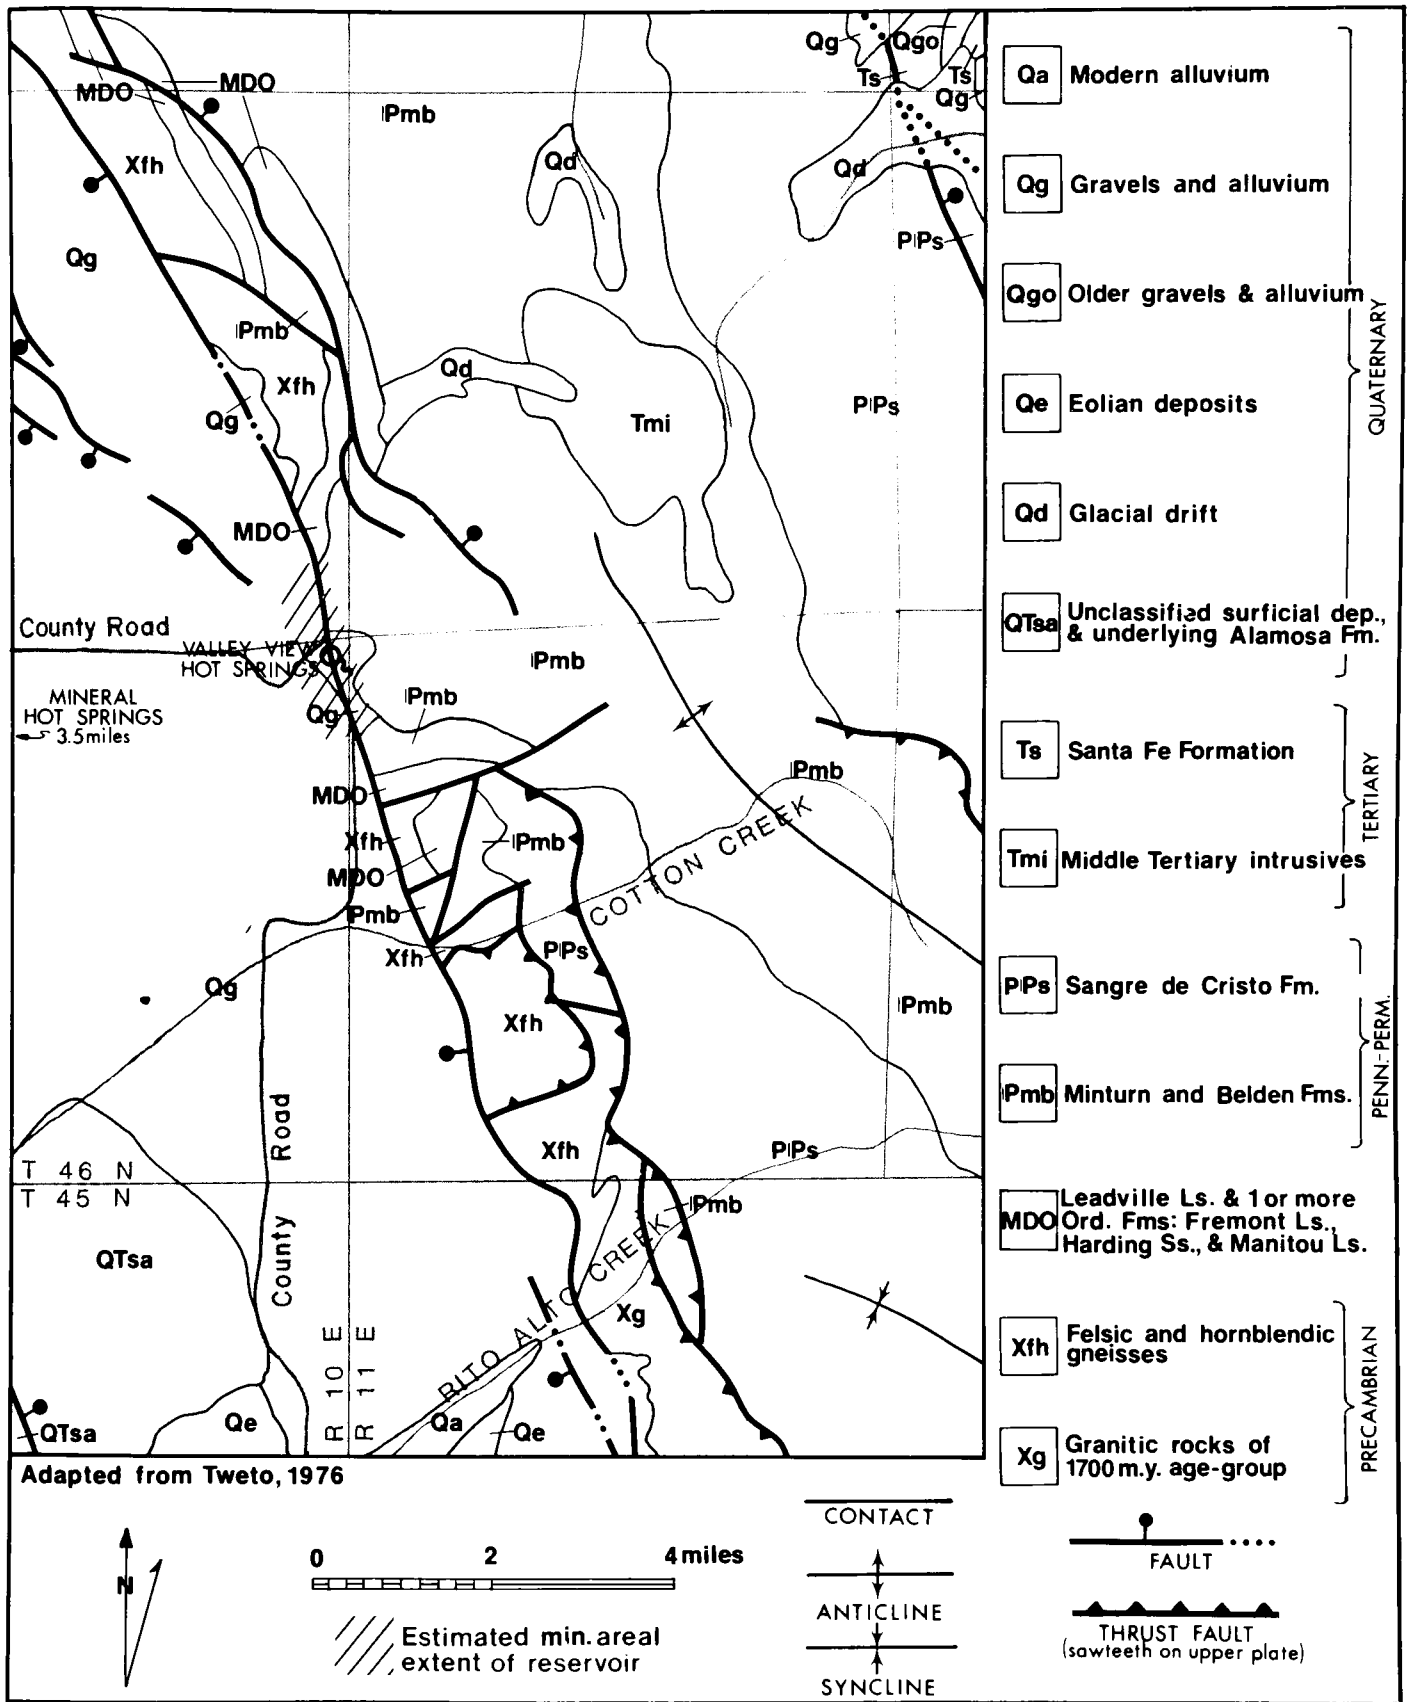 Qg
Qgo
MDO
MDO
Ts
Ts
Qg
Pmb
Xfh
Qd
Qd
PPs
Qg
Pmb
Qd
Xfh
PPs
Qg
Tmi
MDO
County Road
VALLEY VIEW
HOT SPRINGS
Pmb
MINERAL
HOT SPRINGS
3.5miles
Pmb
Qg
Pmb
MDO
COTTON CREEK
Xfh
Pmb
MDO
Pmb
Xfh
PPs
Qg
Pmb
Xfh
County Road
Xfh
PPs
T 46 N
T 45 N
Pmb
QTsa
RITO ALTO CREEK
Xg
R 10 E
R 11 E
Qe
Qa
Qe
QTsa
Adapted from Tweto, 1976
Qa Modern alluvium
Qg Gravels and alluvium
Qgo Older gravels & alluvium
Qe Eolian deposits
Qd Glacial drift
QTsa Unclassified surficial dep.,
& underlying Alamosa Fm.
QUATERNARY
Ts Santa Fe Formation
Tmi Middle Tertiary intrusives
TERTIARY
PPs Sangre de Cristo Fm.
Pmb Minturn and Belden Fms.
PENN.-PERM.
MDO Leadville Ls. & 1 or more
Ord. Fms: Fremont Ls.,
Harding Ss., & Manitou Ls.
Xfh Felsic and hornblendic
gneisses
Xg Granitic rocks of
1700 m.y. age-group
PRECAMBRIAN
N
0 2 4 miles
Estimated min. areal
extent of reservoir
CONTACT
ANTICLINE
SYNCLINE
FAULT
THRUST FAULT
(sawteeth on upper plate)